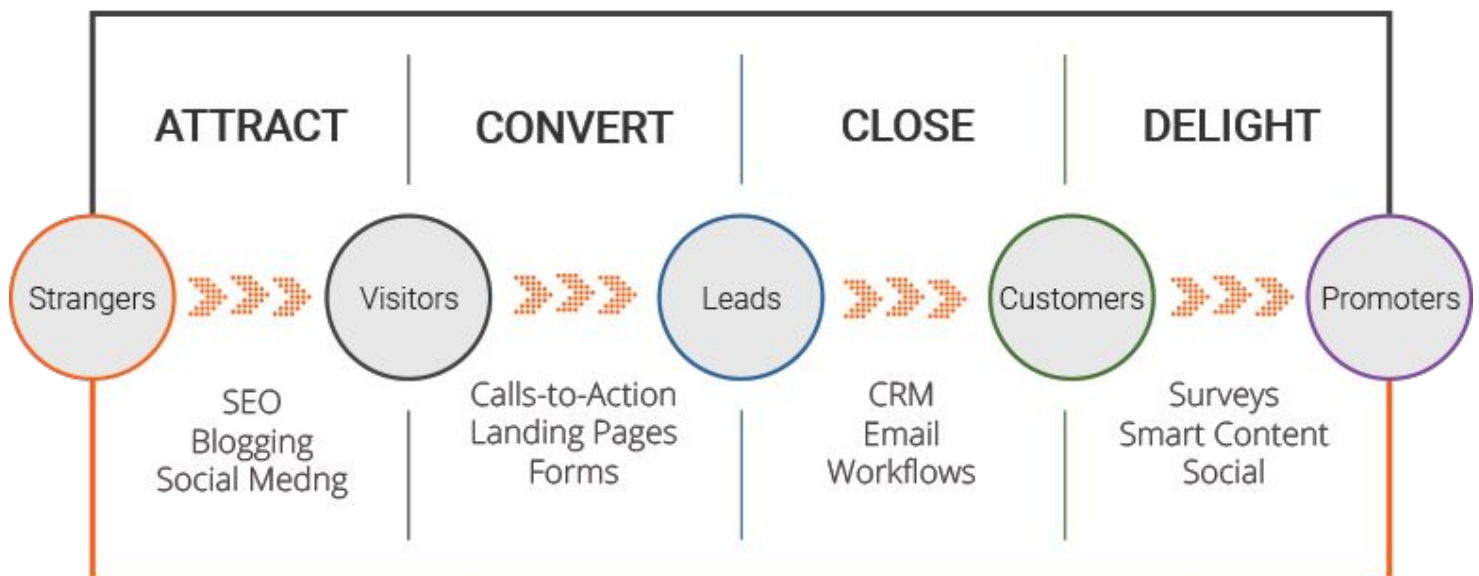 ATTRACT
CONVERT
CLOSE
DELIGHT
Strangers
Visitors
Leads
Customers
Promoters
SEO
Blogging
Social Medng
Calls-to-Action
Landing Pages
Forms
CRM
Email
Workflows
Surveys
Smart Content
Social